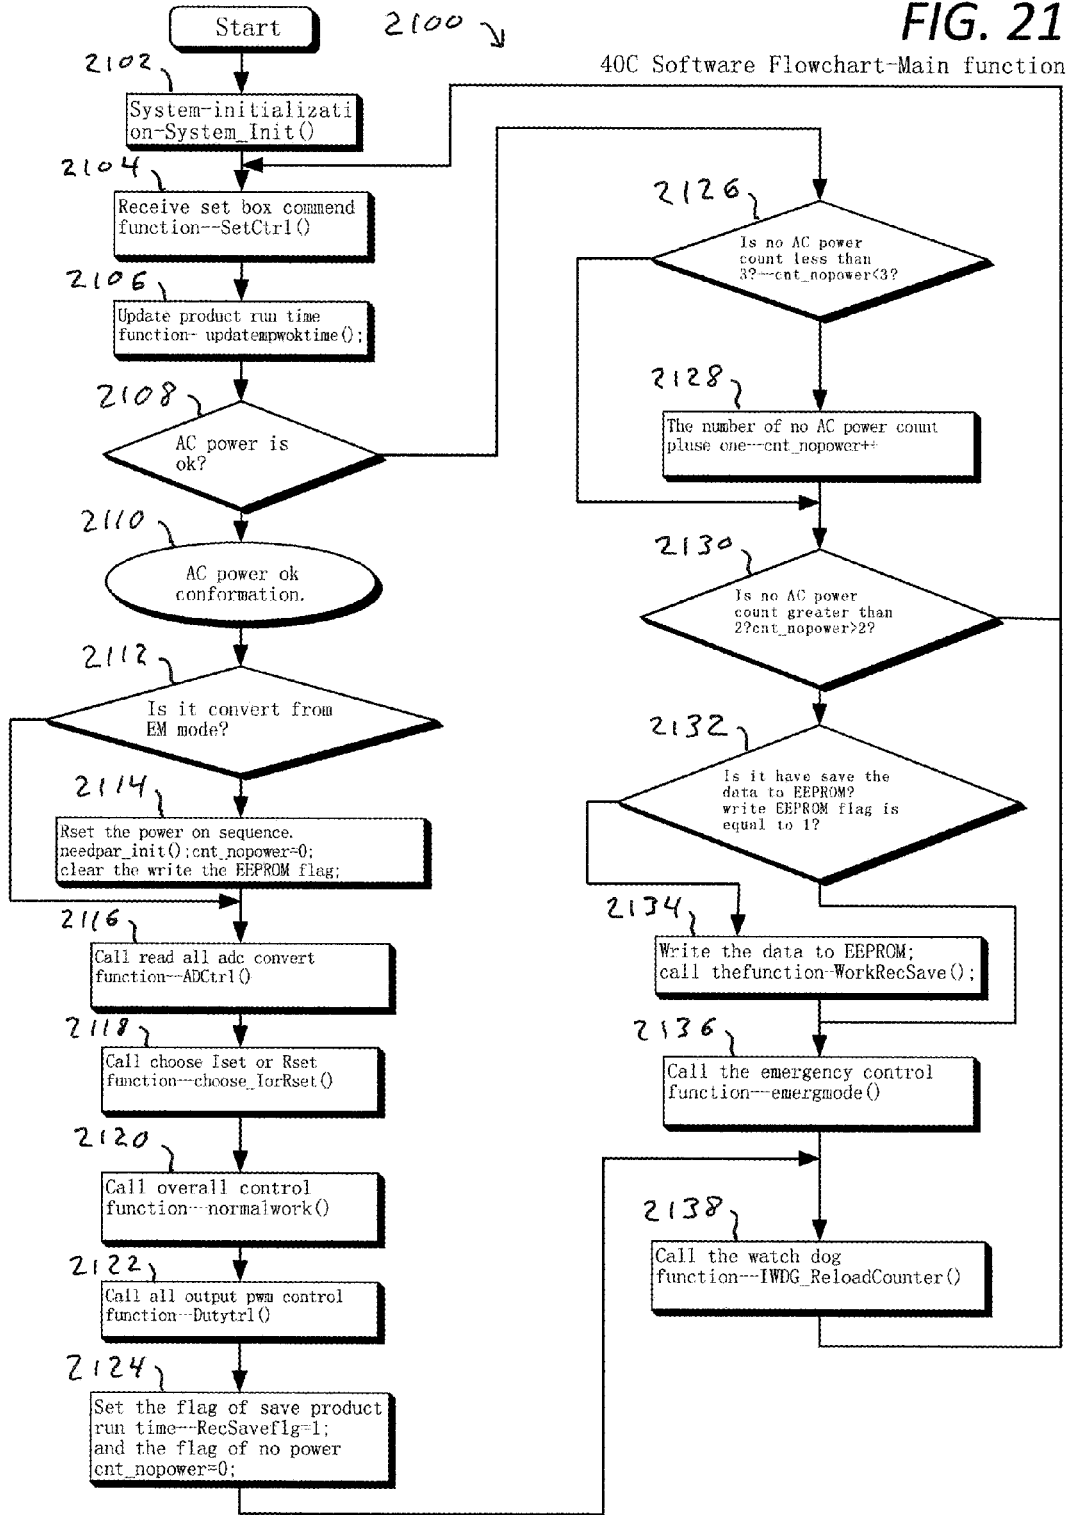 FIG. 21
40C Software Flowchart-Main function
2100
Start
2102
System-initializati
on-System_Init()
2104
Receive set box commend
function--SetCtrl()
2106
Update product run time
function- updatempwoktime();
2108
AC power is
ok?
2110
AC power ok
conformation.
2112
Is it convert from
EM mode?
2114
Rset the power on sequence.
needpar_init();cnt_nopower=0;
clear the write the EEPROM flag;
2116
Call read all adc convert
function--ADCtrl()
2118
Call choose Iset or Rset
function--choose_IorRset()
2120
Call overall control
function--normalwork()
2122
Call all output pwm control
function--Dutytrl()
2124
Set the flag of save product
run time--RecSaveflg=1;
and the flag of no power
cnt_nopower=0;
2126
Is no AC power
count less than
3?--cnt_nopower<3?
2128
The number of no AC power count
pluse one--cnt_nopower++
2130
Is no AC power
count greater than
2?cnt_nopower>2?
2132
Is it have save the
data to EEPROM?
write EEPROM flag is
equal to 1?
2134
Write the data to EEPROM;
call thefunction-WorkRecSave();
2136
Call the emergency control
function--emergmode()
2138
Call the watch dog
function--IWDG_ReloadCounter()